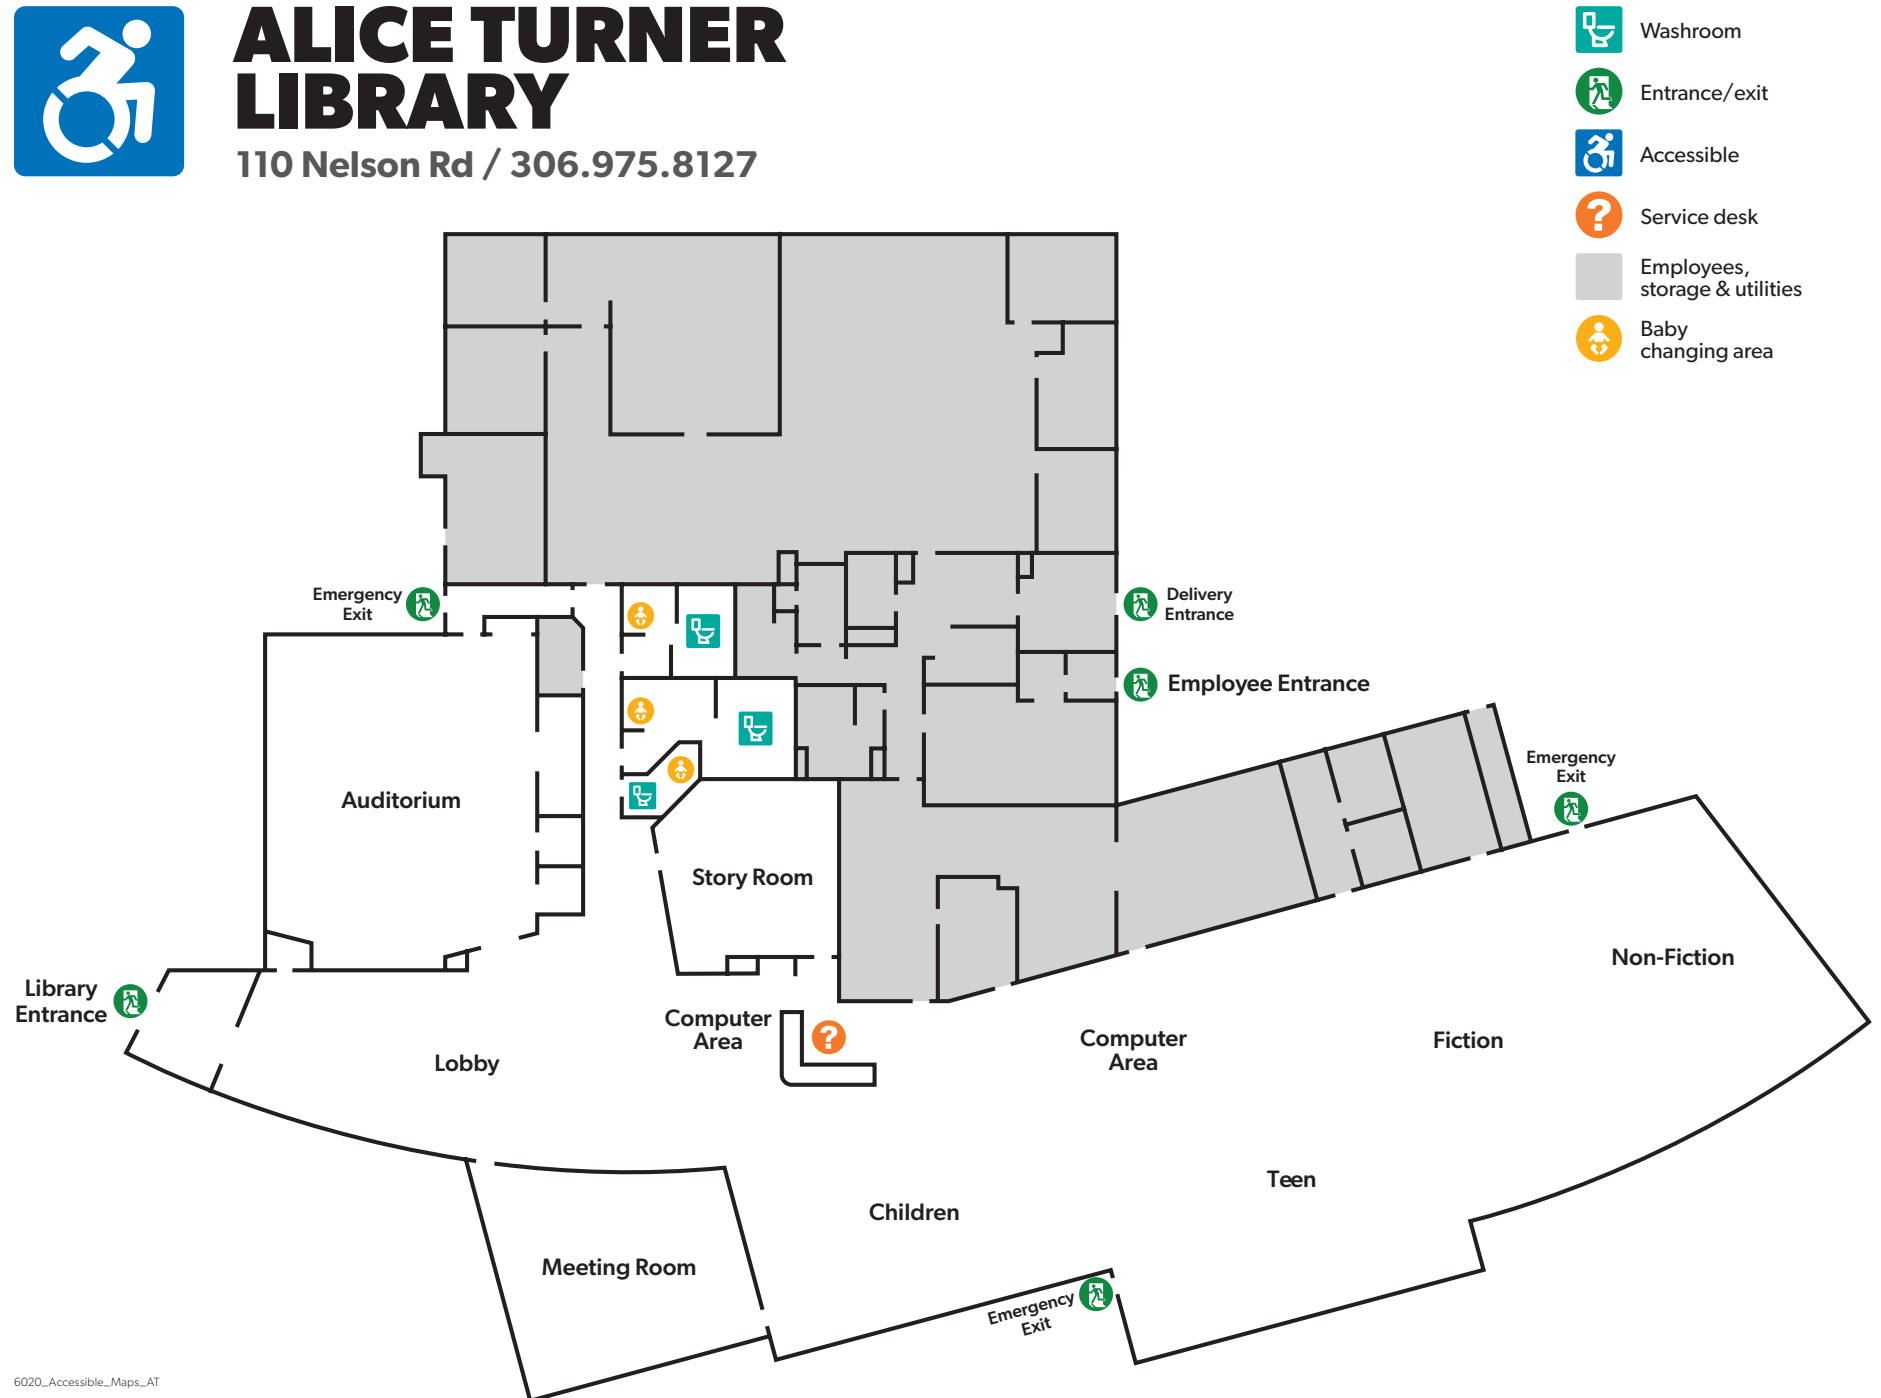 ALICE TURNER
LIBRARY
110 Nelson Rd / 306.975.8127
Washroom
Entrance/exit
Accessible
?
Service desk
Employees,
storage & utilities
Baby
changing area
Emergency
Exit
Delivery
Entrance
Employee Entrance
Emergency
Exit
Auditorium
Story Room
Non-Fiction
Library
Entrance
Computer
Area
?
Computer
Area
Fiction
Lobby
Teen
Children
Meeting Room
Emergency
Exit
6020_Accessible_Maps_AT